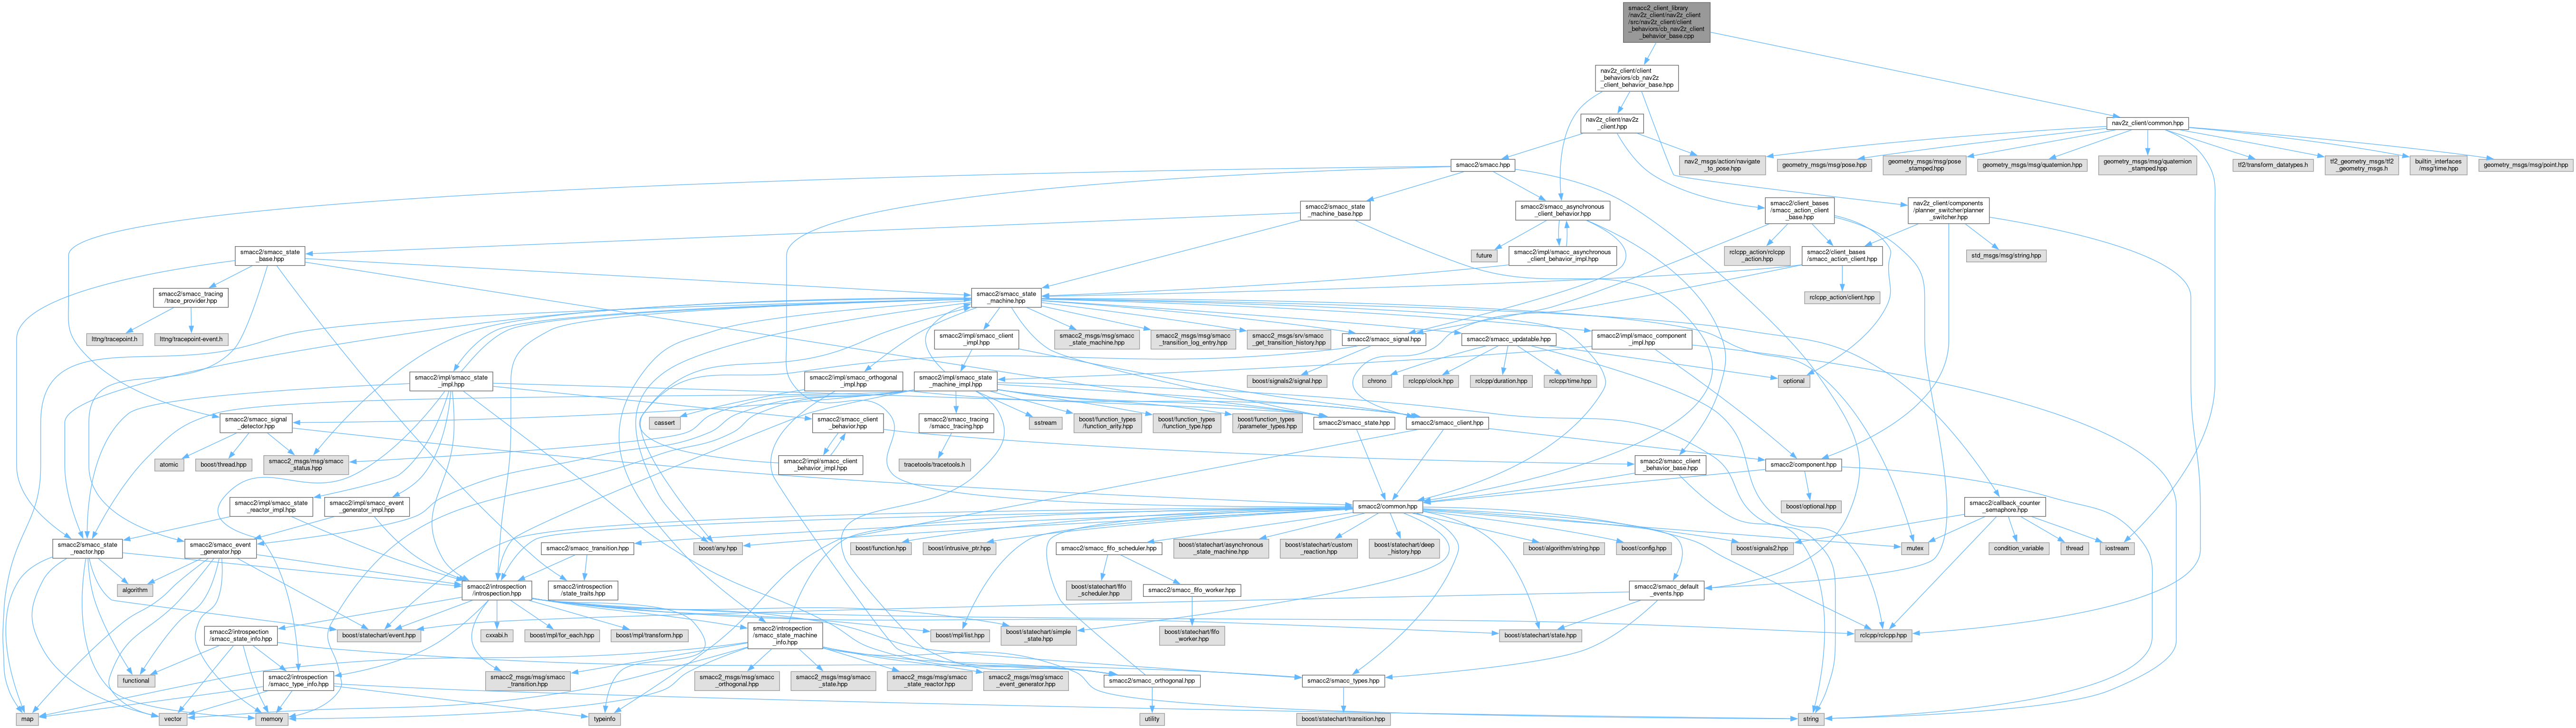 smacc2_client_library
/nav2z_client/nav2z_client
/src/nav2z_client/client
_behaviors/cb_nav2z_client
_behavior_base.cpp
nav2z_client/client
_behaviors/cb_nav2z
_client_behavior_base.hpp
nav2z_client/nav2z
_client.hpp
nav2z_client/common.hpp
smacc2/smacc.hpp
nav2_msgs/action/navigate
_to_pose.hpp
geometry_msgs/msg/pose.hpp
geometry_msgs/msg/pose
_stamped.hpp
geometry_msgs/msg/quaternion.hpp
geometry_msgs/msg/quaternion
_stamped.hpp
tf2/transform_datatypes.h
tf2_geometry_msgs/tf2
_geometry_msgs.h
builtin_interfaces
/msg/time.hpp
geometry_msgs/msg/point.hpp
smacc2/smacc_state
_machine_base.hpp
smacc2/smacc_asynchronous
_client_behavior.hpp
smacc2/client_bases
/smacc_action_client
_base.hpp
nav2z_client/components
/planner_switcher/planner
_switcher.hpp
smacc2/smacc_state
_base.hpp
future
smacc2/impl/smacc_asynchronous
_client_behavior_impl.hpp
rclcpp_action/rclcpp
_action.hpp
smacc2/client_bases
/smacc_action_client.hpp
std_msgs/msg/string.hpp
smacc2/smacc_tracing
/trace_provider.hpp
smacc2/smacc_state
_machine.hpp
rclcpp_action/client.hpp
lttng/tracepoint.h
lttng/tracepoint-event.h
smacc2/impl/smacc_client
_impl.hpp
smacc2_msgs/msg/smacc
_state_machine.hpp
smacc2_msgs/msg/smacc
_transition_log_entry.hpp
smacc2_msgs/srv/smacc
_get_transition_history.hpp
smacc2/smacc_signal.hpp
smacc2/smacc_updatable.hpp
smacc2/impl/smacc_component
_impl.hpp
smacc2/impl/smacc_state
_impl.hpp
smacc2/impl/smacc_orthogonal
_impl.hpp
smacc2/impl/smacc_state
_machine_impl.hpp
boost/signals2/signal.hpp
chrono
rclcpp/clock.hpp
rclcpp/duration.hpp
rclcpp/time.hpp
optional
smacc2/smacc_signal
_detector.hpp
cassert
smacc2/smacc_client
_behavior.hpp
smacc2/smacc_tracing
/smacc_tracing.hpp
sstream
boost/function_types
/function_arity.hpp
boost/function_types
/function_type.hpp
boost/function_types
/parameter_types.hpp
smacc2/smacc_state.hpp
smacc2/smacc_client.hpp
atomic
boost/thread.hpp
smacc2_msgs/msg/smacc
_status.hpp
smacc2/impl/smacc_client
_behavior_impl.hpp
tracetools/tracetools.h
smacc2/smacc_client
_behavior_base.hpp
smacc2/component.hpp
smacc2/impl/smacc_state
_reactor_impl.hpp
smacc2/impl/smacc_event
_generator_impl.hpp
smacc2/common.hpp
boost/optional.hpp
smacc2/callback_counter
_semaphore.hpp
smacc2/smacc_state
_reactor.hpp
smacc2/smacc_event
_generator.hpp
smacc2/smacc_transition.hpp
boost/any.hpp
boost/function.hpp
boost/intrusive_ptr.hpp
smacc2/smacc_fifo_scheduler.hpp
boost/statechart/asynchronous
_state_machine.hpp
boost/statechart/custom
_reaction.hpp
boost/statechart/deep
_history.hpp
boost/algorithm/string.hpp
boost/config.hpp
boost/signals2.hpp
mutex
condition_variable
thread
iostream
algorithm
smacc2/introspection
/introspection.hpp
smacc2/introspection
/state_traits.hpp
boost/statechart/fifo
_scheduler.hpp
smacc2/smacc_fifo_worker.hpp
smacc2/smacc_default
_events.hpp
smacc2/introspection
/smacc_state_info.hpp
boost/statechart/event.hpp
cxxabi.h
boost/mpl/for_each.hpp
boost/mpl/transform.hpp
smacc2/introspection
/smacc_state_machine
_info.hpp
boost/mpl/list.hpp
boost/statechart/simple
_state.hpp
boost/statechart/fifo
_worker.hpp
boost/statechart/state.hpp
rclcpp/rclcpp.hpp
functional
smacc2/introspection
/smacc_type_info.hpp
smacc2_msgs/msg/smacc
_transition.hpp
smacc2_msgs/msg/smacc
_orthogonal.hpp
smacc2_msgs/msg/smacc
_state.hpp
smacc2_msgs/msg/smacc
_state_reactor.hpp
smacc2_msgs/msg/smacc
_event_generator.hpp
smacc2/smacc_orthogonal.hpp
smacc2/smacc_types.hpp
map
vector
memory
typeinfo
utility
boost/statechart/transition.hpp
string